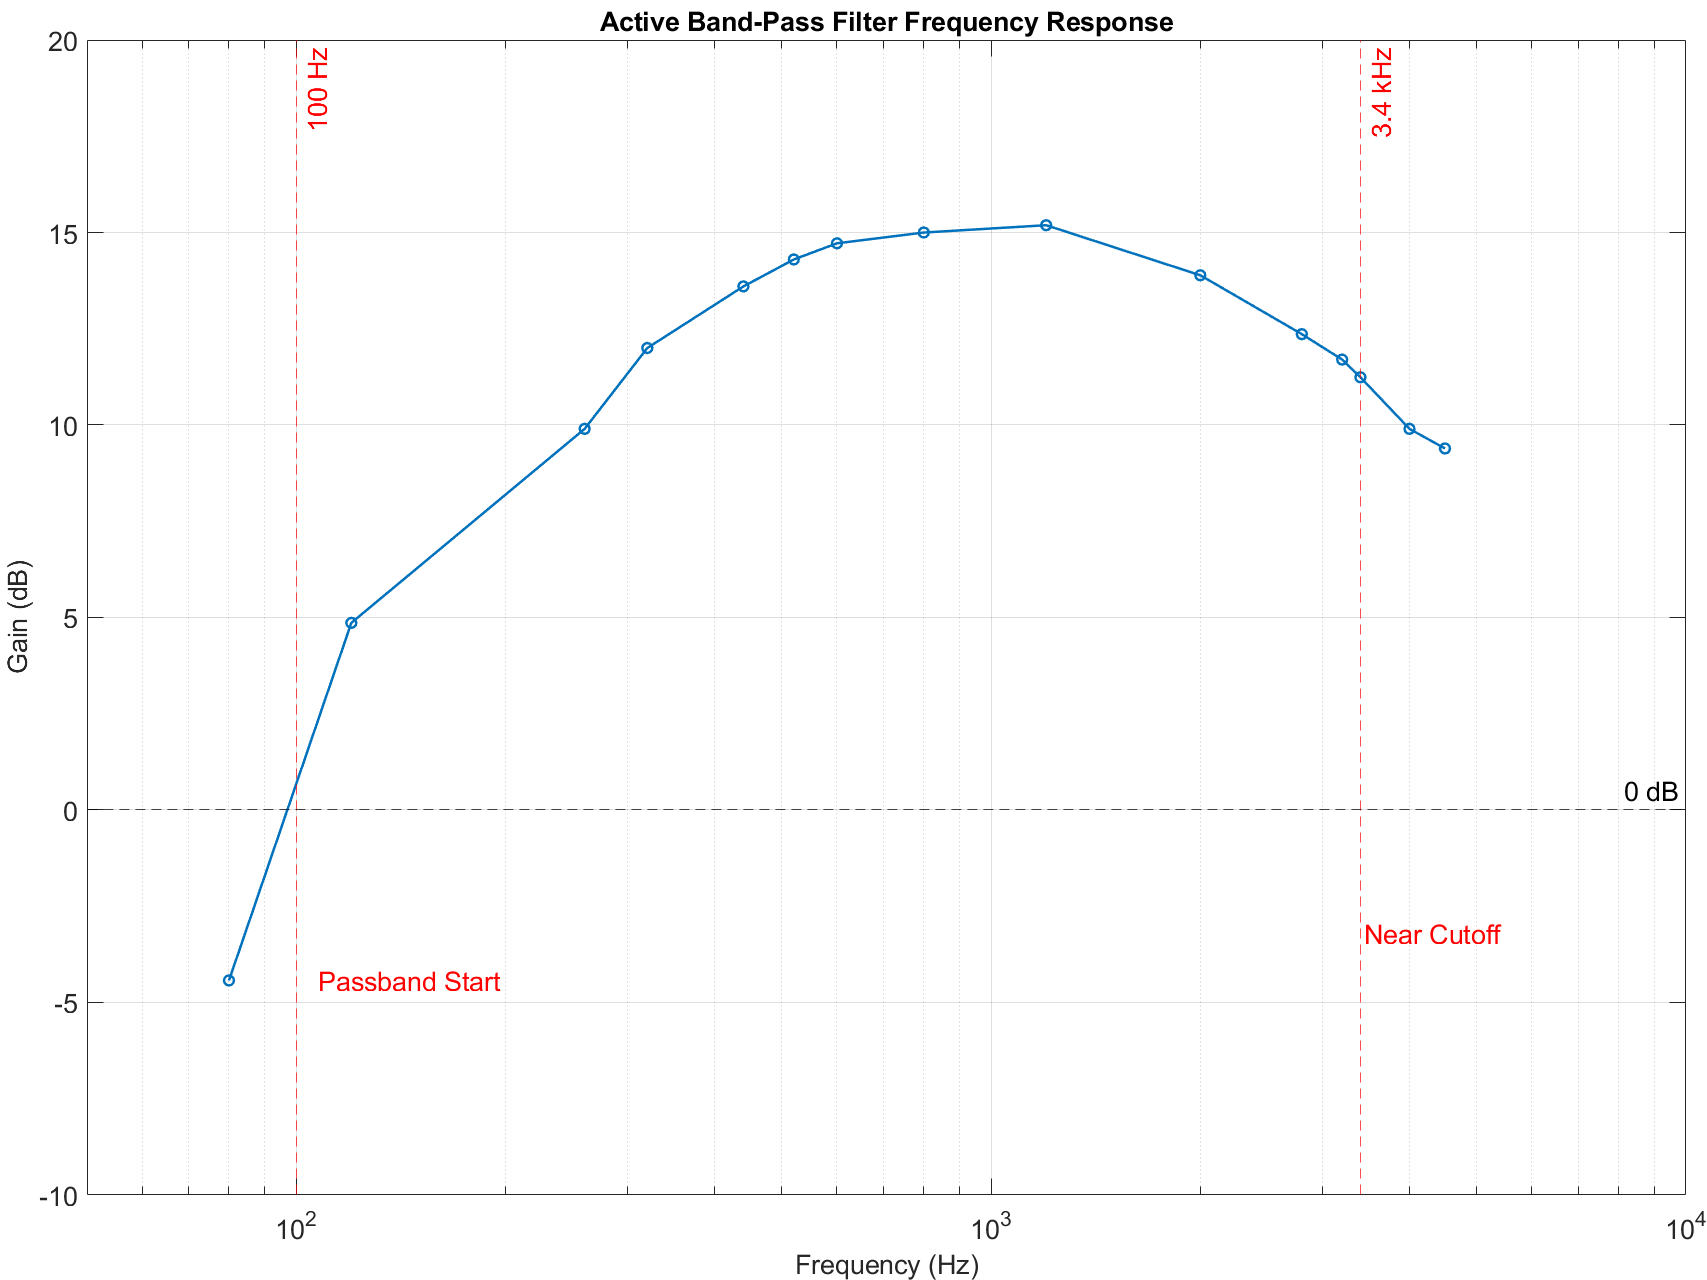 Active Band-Pass Filter Frequency Response
20
15
10
5
0
-5
-10
Gain (dB)
100 Hz
3.4 kHz
0 dB
Near Cutoff
Passband Start
10²
10³
10⁴
Frequency (Hz)